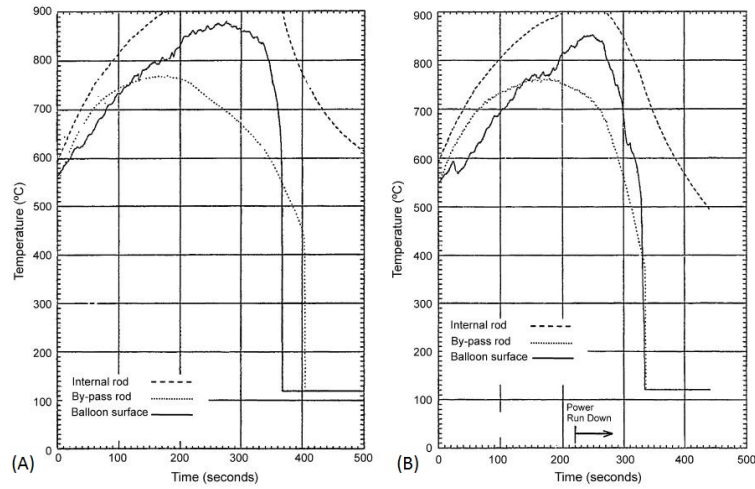 900
800
700
600
500
400
300
200
100
0 100 200 300 400 500
Temperature (ºC)
Time (seconds)
Internal rod
By-pass rod
Balloon surface
(A)
900
800
700
600
500
400
300
200
100
0 100 200 300 400 500
Temperature (ºC)
Time (seconds)
Internal rod
By-pass rod
Balloon surface
Power
Run Down
(B)